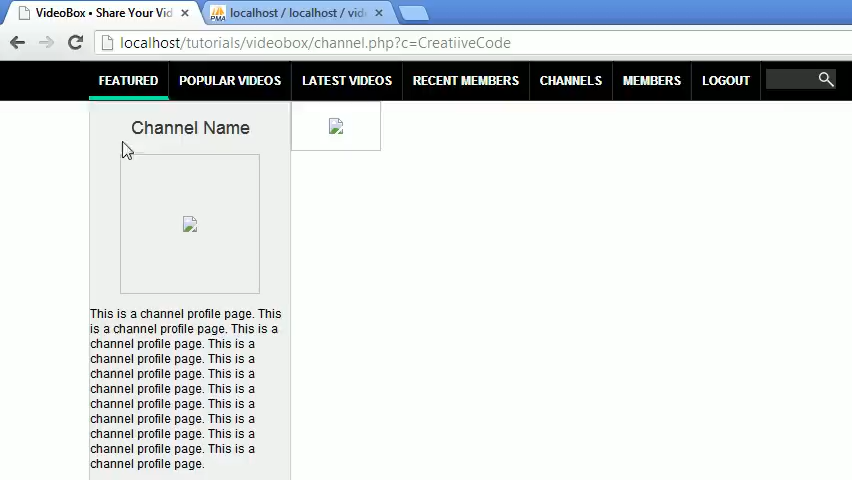 VideoBox • Share Your Vid
localhost / localhost / vide
localhost/tutorials/videobox/channel.php?c=CreatiiveCode
FEATURED POPULAR VIDEOS LATEST VIDEOS RECENT MEMBERS CHANNELS MEMBERS LOGOUT
Channel Name
This is a channel profile page. This
is a channel profile page. This is a
channel profile page. This is a
channel profile page. This is a
channel profile page. This is a
channel profile page. This is a
channel profile page. This is a
channel profile page. This is a
channel profile page. This is a
channel profile page. This is a
channel profile page.